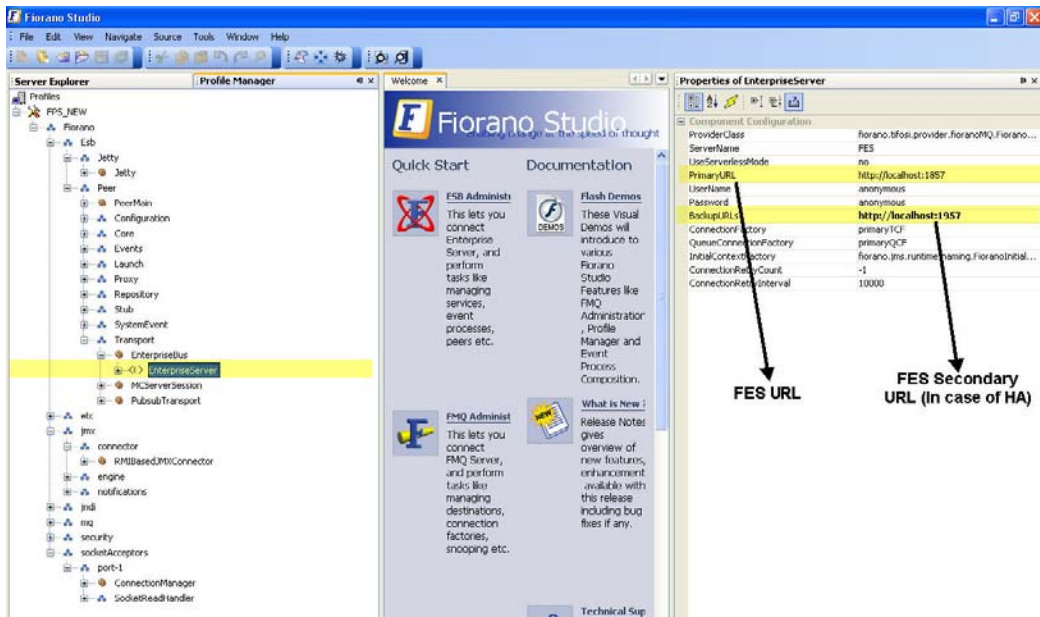 Fiorano Studio
File Edit View Navigate Source Tools Window Help
Server Explorer
Profile Manager
Profiles
FPS_NEW
Fiorano
Esb
Jetty
Jetty
Peer
PeerMain
Configuration
Core
Events
Launch
Proxy
Repository
Stub
SystemEvent
Transport
EnterpriseBus
EnterpriseServer
MCServerSession
PubsubTransport
etc
jmx
connector
RMIBasedJMXConnector
engine
notifications
jndi
mq
security
socketAcceptors
port-1
ConnectionManager
SocketReadHandler
Welcome
Fiorano Studio
at the speed of thought
Quick Start
ESB Administ
This lets you
connect
Enterprise
Server, and
perform
tasks like
managing
services,
event
processes,
peers etc.
FMQ Administ
This lets you
connect
FMQ Server,
and perform
tasks like
managing
destinations,
connection
factories,
snooping etc.
Documentation
DEMOS
Flash Demos
These Visual
Demos will
introduce to
various
Fiorano
Studio
Features like
FMQ
Administration
, Profile
Manager and
Event
Process
Composition.
NEW
What is New
Release Notes
gives
overview of
new features,
enhancement
available with
this release
including bug
fixes if any.
Technical Sup
Properties of EnterpriseServer
Component Configuration
ProviderClass fiorano.tifosi.provider.fioranoMQ.Fiorano...
ServerName FES
UseServerlessMode no
PrimaryURL http://localhost:1857
UserName anonymous
Password anonymous
BackupURLs http://localhost:1957
ConnectionFactory primaryTCF
QueueConnectionFactory primaryQCF
InitialContextFactory fiorano.jms.runtime.naming.FioranoInitial...
ConnectionRetryCount -1
ConnectionRetryInterval 10000
FES URL
FES Secondary
URL (In case of HA)